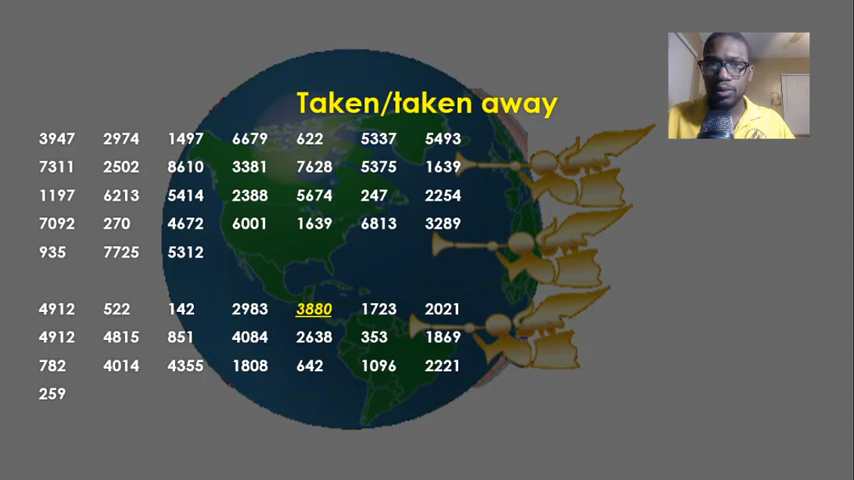 Taken/taken away
3947 2974 1497 6679 622 5337 5493
7311 2502 8610 3381 7628 5375 1639
1197 6213 5414 2388 5674 247 2254
7092 270 4672 6001 1639 6813 3289
935 7725 5312
4912 522 142 2983 3880 1723 2021
4912 4815 851 4084 2638 353 1869
782 4014 4355 1808 642 1096 2221
259